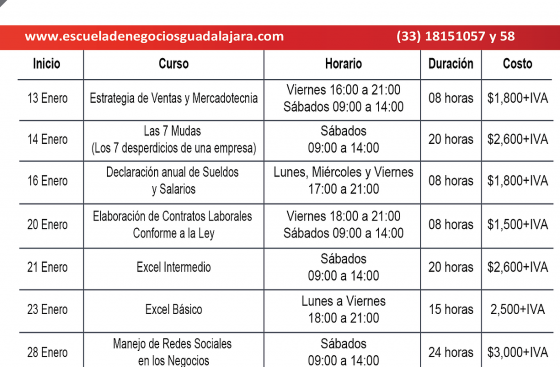 www.escueladenegociosguadalajara.com (33) 18151057 y 58
Inicio Curso Horario Duración Costo
13 Enero Estrategia de Ventas y Mercadotecnia Viernes 16:00 a 21:00 08 horas $1,800+IVA
Sábados 09:00 a 14:00
14 Enero Las 7 Mudas Sábados 20 horas $2,600+IVA
(Los 7 desperdicios de una empresa) 09:00 a 14:00
16 Enero Declaración anual de Sueldos Lunes, Miércoles y Viernes 08 horas $1,800+IVA
y Salarios 17:00 a 21:00
20 Enero Elaboración de Contratos Laborales Viernes 18:00 a 21:00 08 horas $1,500+IVA
Conforme a la Ley Sábados 09:00 a 14:00
21 Enero Excel Intermedio Sábados 20 horas $2,600+IVA
09:00 a 14:00
23 Enero Excel Básico Lunes a Viernes 15 horas 2,500+IVA
18:00 a 21:00
28 Enero Manejo de Redes Sociales Sábados 24 horas $3,000+IVA
en los Negocios 09:00 a 14:00